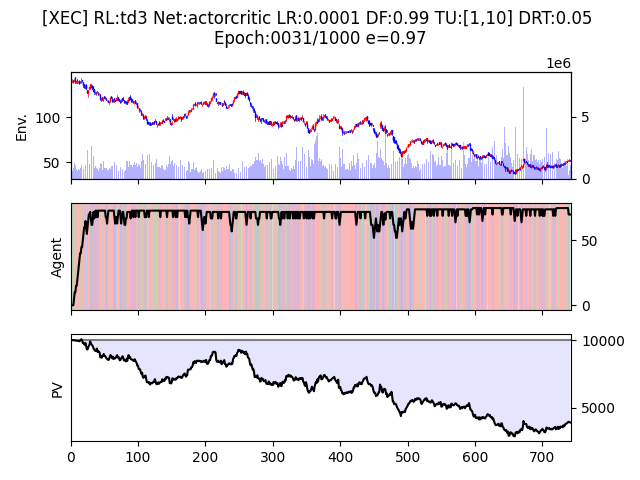 [XEC] RL:td3 Net:actorcritic LR:0.0001 DF:0.99 TU:[1,10] DRT:0.05
Epoch:0031/1000 e=0.97
1e6
Env.
100
50
5
0
Agent
50
0
PV
10000
5000
0 100 200 300 400 500 600 700